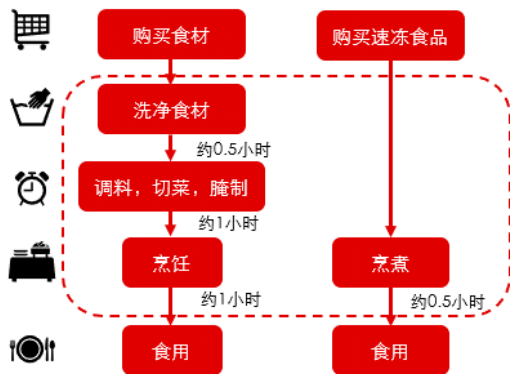 购买食材
购买速冻食品
洗净食材
约0.5小时
调料，切菜，腌制
约1小时
烹饪
烹煮
约1小时
约0.5小时
食用
食用